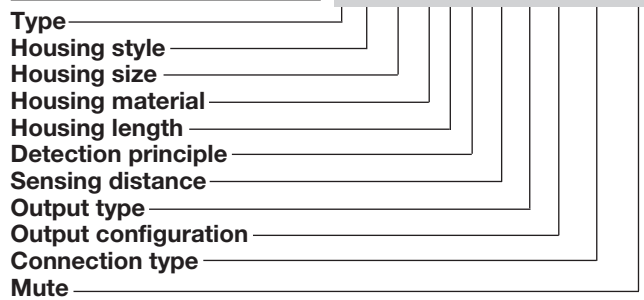 Type
Housing style
Housing size
Housing material
Housing length
Detection principle
Sensing distance
Output type
Output configuration
Connection type
Mute